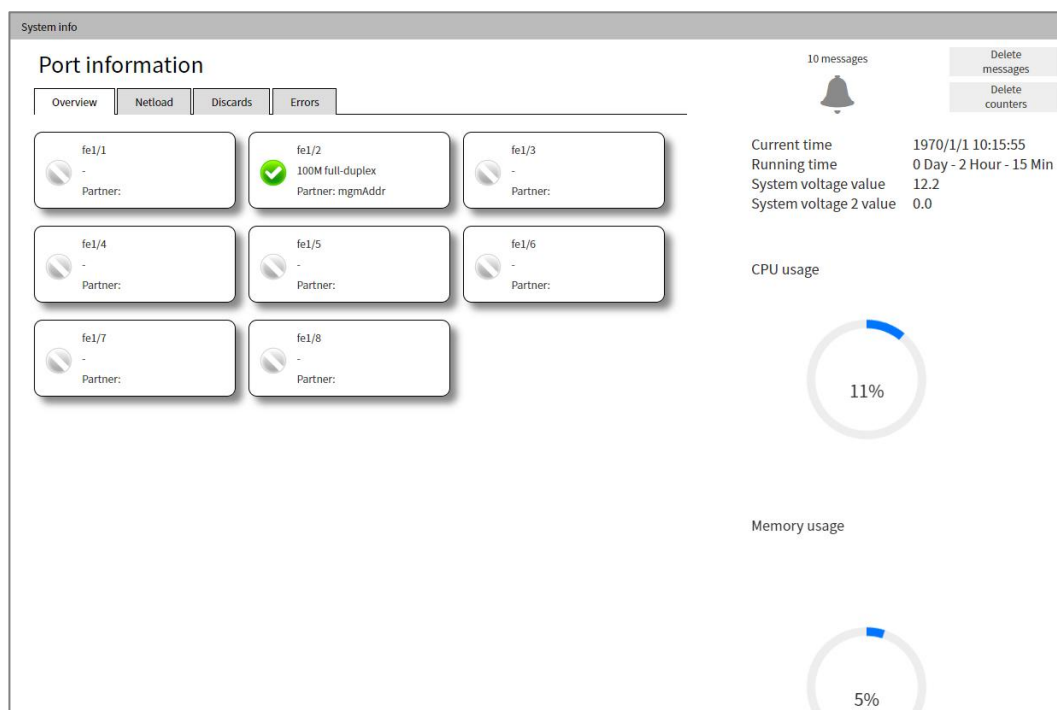 System info
Port information
Overview Netload Discards Errors
fe1/1
-
Partner:
fe1/2
100M full-duplex
Partner: mgmAddr
fe1/3
-
Partner:
fe1/4
-
Partner:
fe1/5
-
Partner:
fe1/6
-
Partner:
fe1/7
-
Partner:
fe1/8
-
Partner:
10 messages
Delete
messages
Delete
counters
Current time 1970/1/1 10:15:55
Running time 0 Day - 2 Hour - 15 Min
System voltage value 12.2
System voltage 2 value 0.0
CPU usage
11%
Memory usage
5%